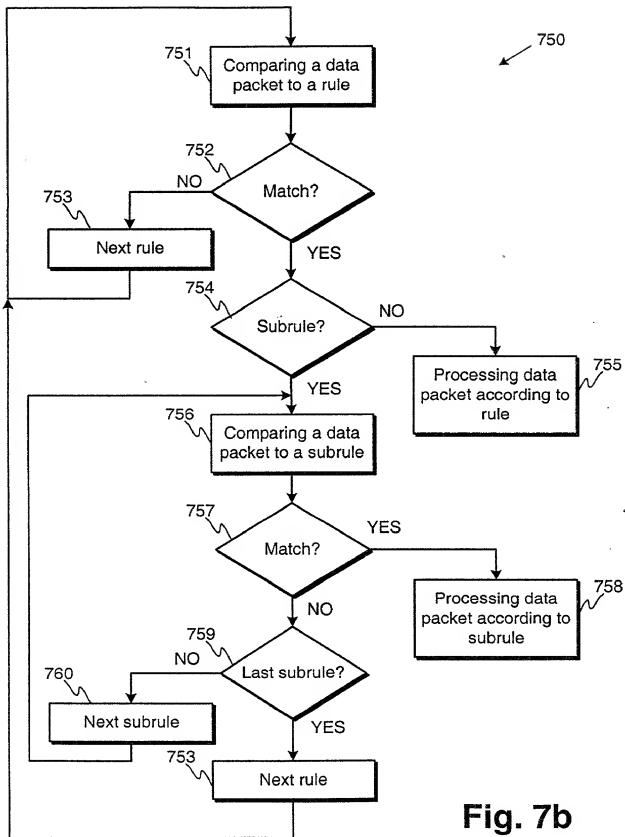 750
751
Comparing a data
packet to a rule
752
Match?
NO
753
Next rule
YES
754
Subrule?
NO
755
Processing data
packet according to
rule
YES
756
Comparing a data
packet to a subrule
757
Match?
YES
758
Processing data
packet according to
subrule
NO
759
Last subrule?
NO
760
Next subrule
YES
753
Next rule
Fig. 7b